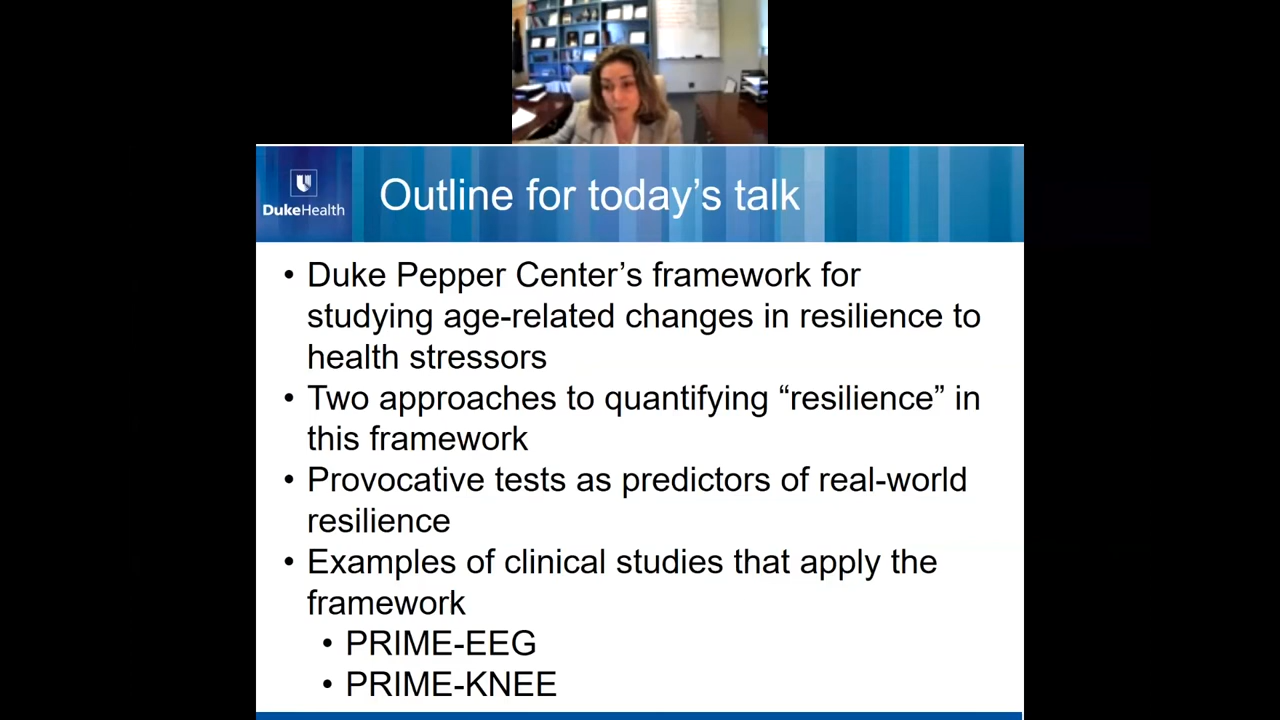 DukeHealth
Outline for today’s talk
• Duke Pepper Center’s framework for
studying age-related changes in resilience to
health stressors
• Two approaches to quantifying “resilience” in
this framework
• Provocative tests as predictors of real-world
resilience
• Examples of clinical studies that apply the
framework
• PRIME-EEG
• PRIME-KNEE